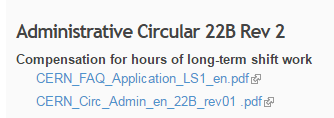 Administrative Circular 22B Rev 2
Compensation for hours of long-term shift work
CERN_FAQ_Application_LS1_en.pdf
CERN_Circ_Admin_en_22B_rev01 .pdf